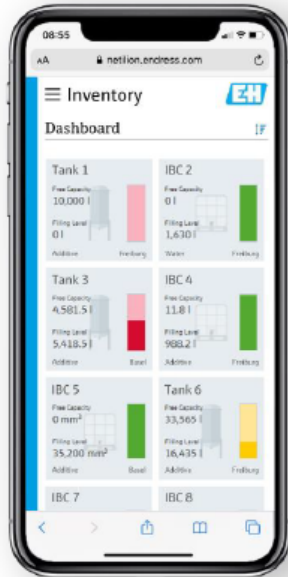 08:55
AA netilion.endress.com
Inventory
EH
Dashboard
Tank 1
Free Capacity
10,000 l
Filling Level
0 l
Additive Freiburg
IBC 2
Free Capacity
0 l
Filling Level
1,630 l
Water Freiburg
Tank 3
Free Capacity
4,581.5 l
Filling Level
5,418.5 l
Additive Basel
IBC 4
Free Capacity
11.8 l
Filling Level
988.2 l
Additive Freiburg
IBC 5
Free Capacity
0 mm³
Filling Level
35,200 mm³
Additive Basel
Tank 6
Free Capacity
33,565 l
Filling Level
16,435 l
Additive Freiburg
IBC 7
IBC 8